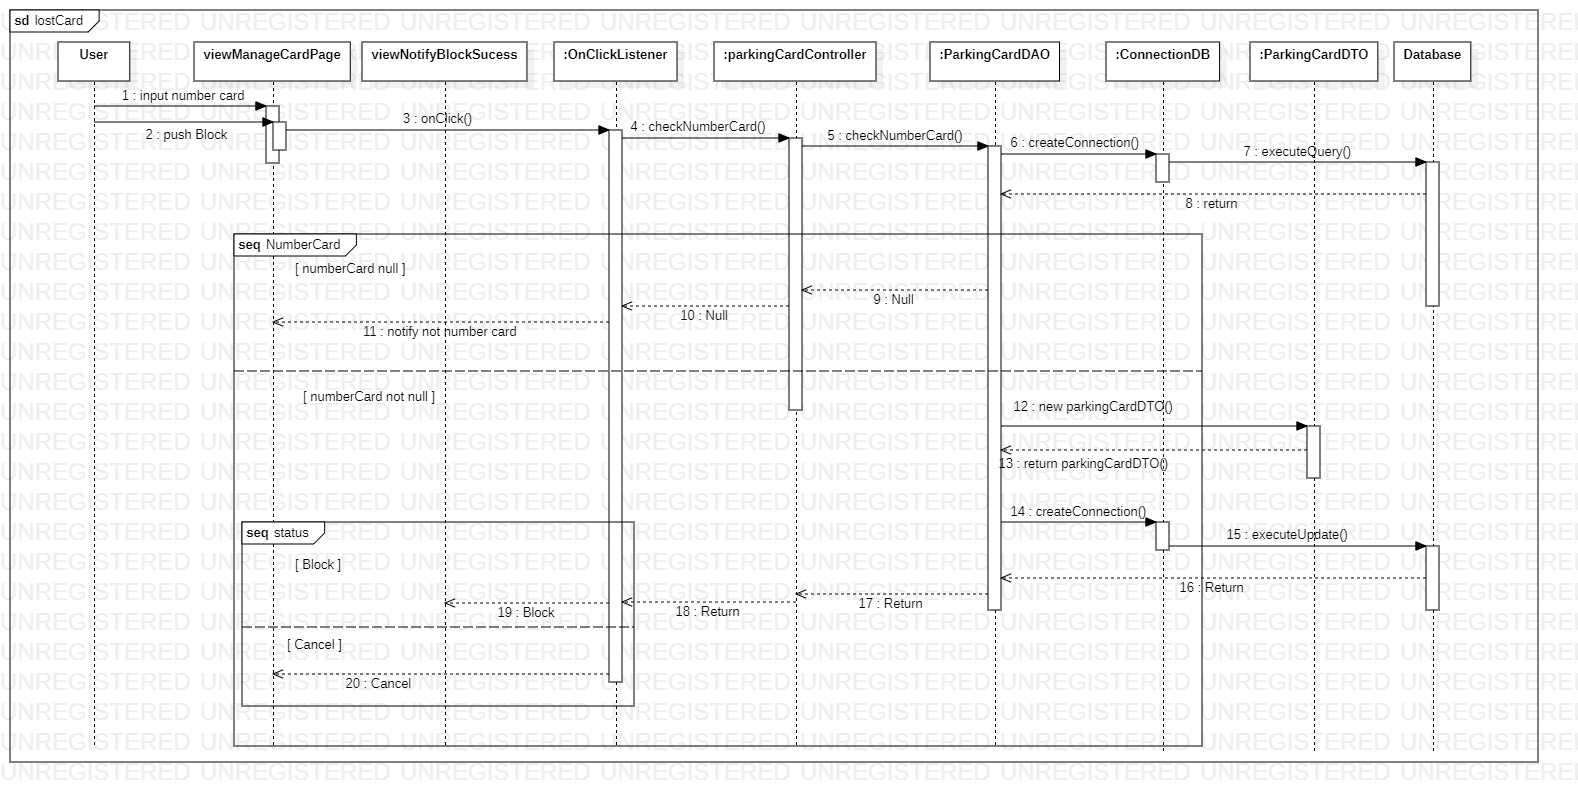 sd lostCard
User
viewManageCardPage
viewNotifyBlockSucess
:OnClickListener
:parkingCardController
:ParkingCardDAO
:ConnectionDB
:ParkingCardDTO
Database
1 : input number card
2 : push Block
3 : onClick()
4 : checkNumberCard()
5 : checkNumberCard()
6 : createConnection()
7 : executeQuery()
8 : return
seq NumberCard
[ numberCard null ]
9 : Null
10 : Null
11 : notify not number card
[ numberCard not null ]
12 : new parkingCardDTO()
13 : return parkingCardDTO()
14 : createConnection()
15 : executeUpdate()
seq status
[ Block ]
16 : Return
17 : Return
18 : Return
19 : Block
[ Cancel ]
20 : Cancel
UNREGISTERED